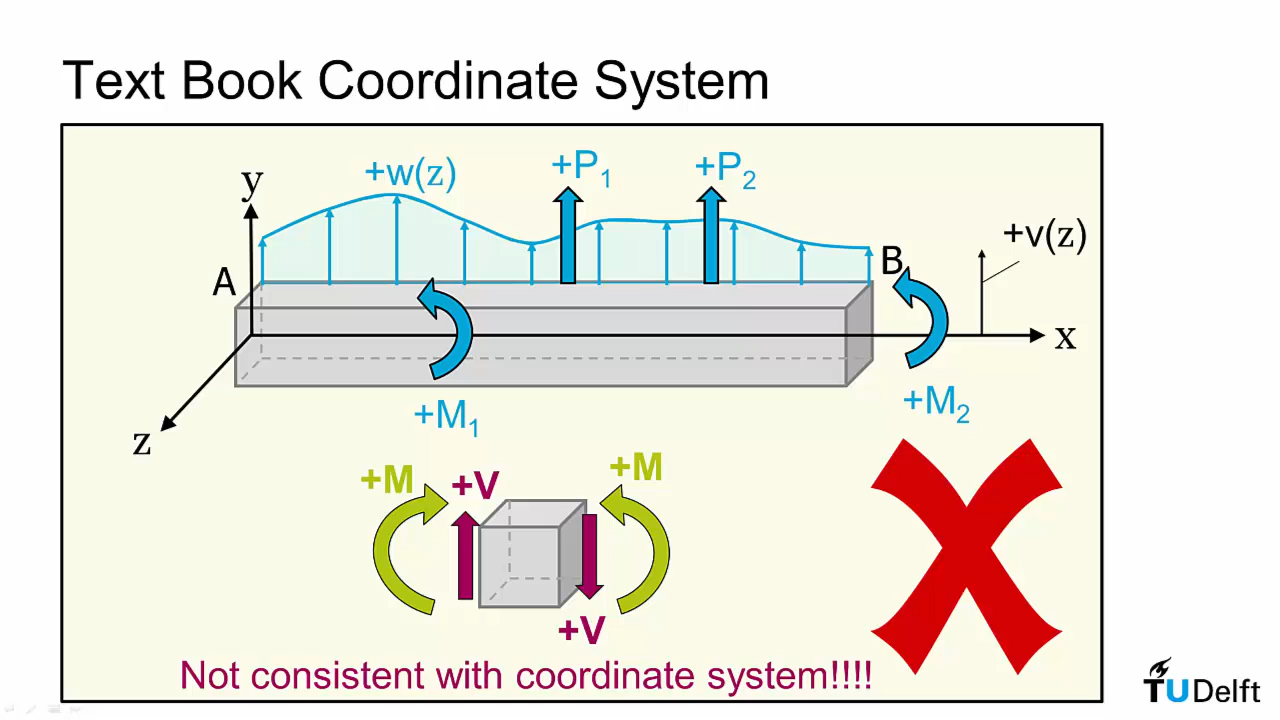 Text Book Coordinate System
+w(z)
+P1
+P2
y
+v(z)
A
B
x
+M1
+M2
z
+M
+V
+M
+V
Not consistent with coordinate system!!!!
TUDelft